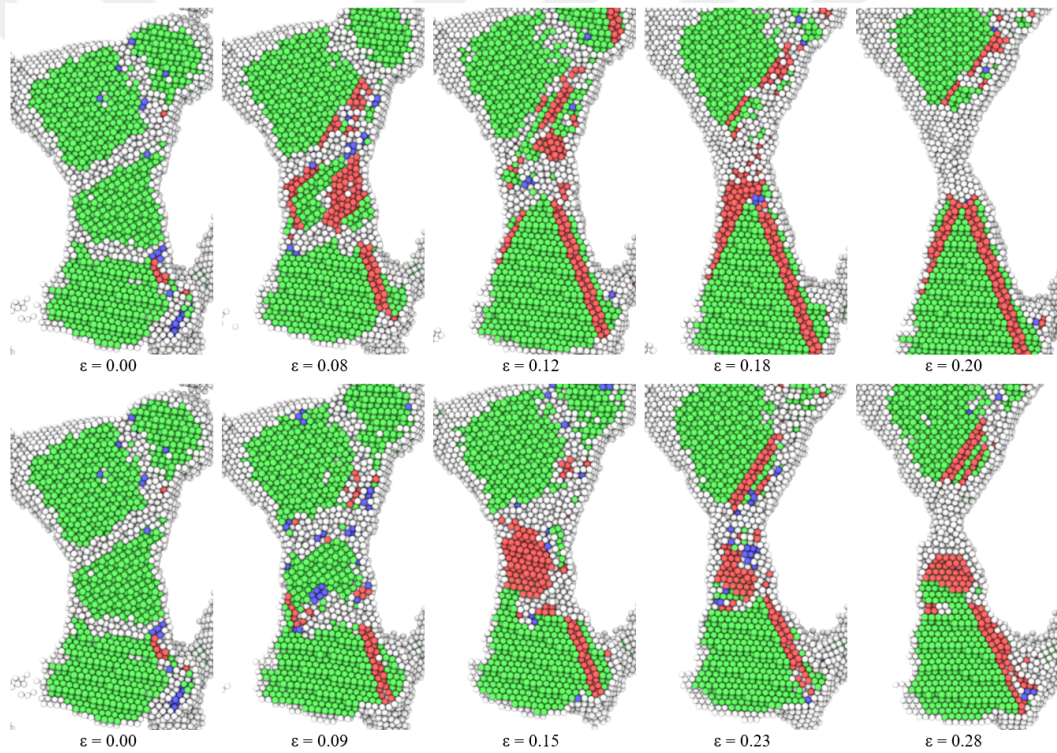 ε = 0.00 ε = 0.08 ε = 0.12 ε = 0.18 ε = 0.20
ε = 0.00 ε = 0.09 ε = 0.15 ε = 0.23 ε = 0.28